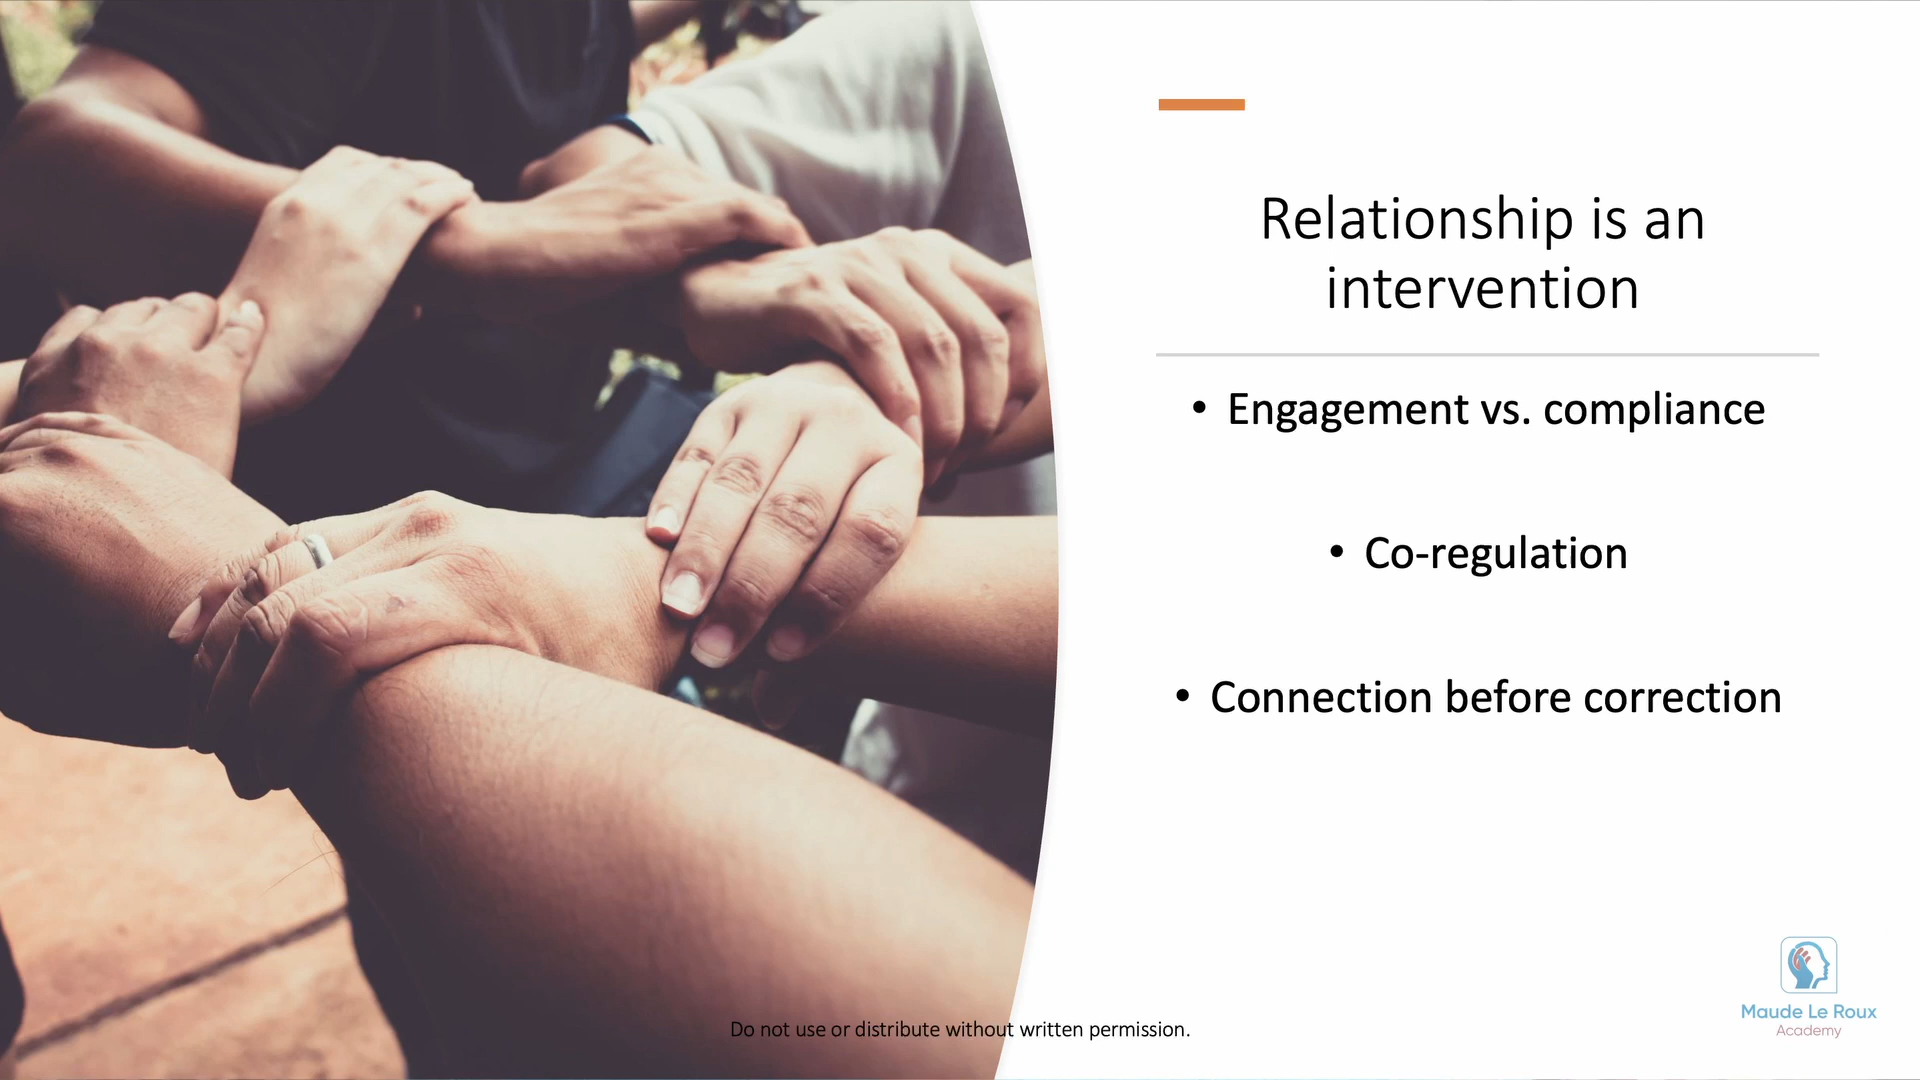 Relationship is an
intervention
• Engagement vs. compliance
• Co-regulation
• Connection before correction
Maude Le Roux
Academy
Do not use or distribute without written permission.